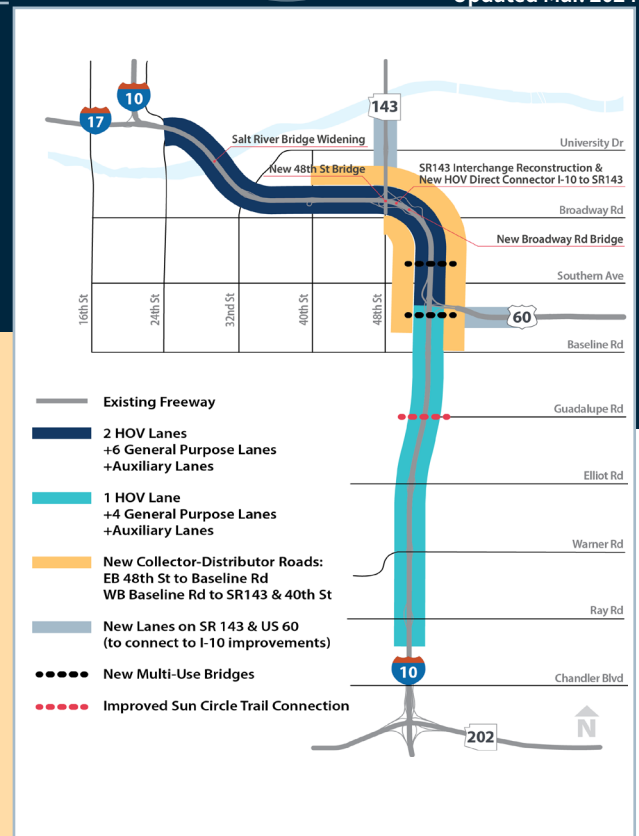 Updated Mar. 2024
10
17
143
Salt River Bridge Widening
University Dr
New 48th St Bridge
SR143 Interchange Reconstruction &
New HOV Direct Connector I-10 to SR143
Broadway Rd
New Broadway Rd Bridge
Southern Ave
16th St
24th St
32nd St
40th St
48th St
60
Baseline Rd
Existing Freeway
Guadalupe Rd
2 HOV Lanes
+6 General Purpose Lanes
+Auxiliary Lanes
Elliot Rd
1 HOV Lane
+4 General Purpose Lanes
+Auxiliary Lanes
Warner Rd
New Collector-Distributor Roads:
EB 48th St to Baseline Rd
WB Baseline Rd to SR143 & 40th St
Ray Rd
New Lanes on SR 143 & US 60
(to connect to I-10 improvements)
New Multi-Use Bridges
10
Chandler Blvd
Improved Sun Circle Trail Connection
N
202